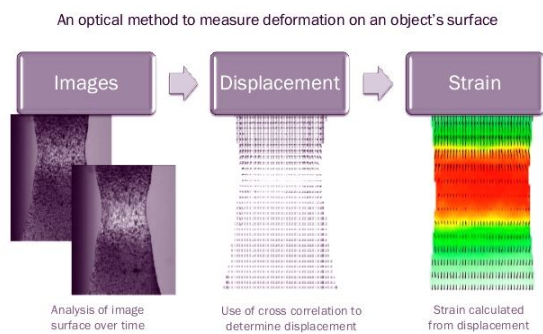 An optical method to measure deformation on an object's surface
Images
Displacement
Strain
Analysis of image
surface over time
Use of cross correlation to
determine displacement
Strain calculated
from displacement